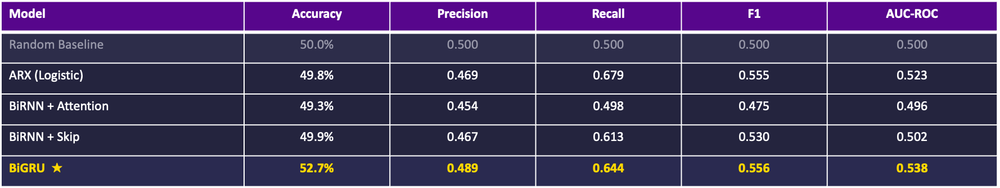 Model Accuracy Precision Recall F1 AUC-ROC
Random Baseline 50.0% 0.500 0.500 0.500 0.500
ARX (Logistic) 49.8% 0.469 0.679 0.555 0.523
BiRNN + Attention 49.3% 0.454 0.498 0.475 0.496
BiRNN + Skip 49.9% 0.467 0.613 0.530 0.502
BiGRU ★ 52.7% 0.489 0.644 0.556 0.538